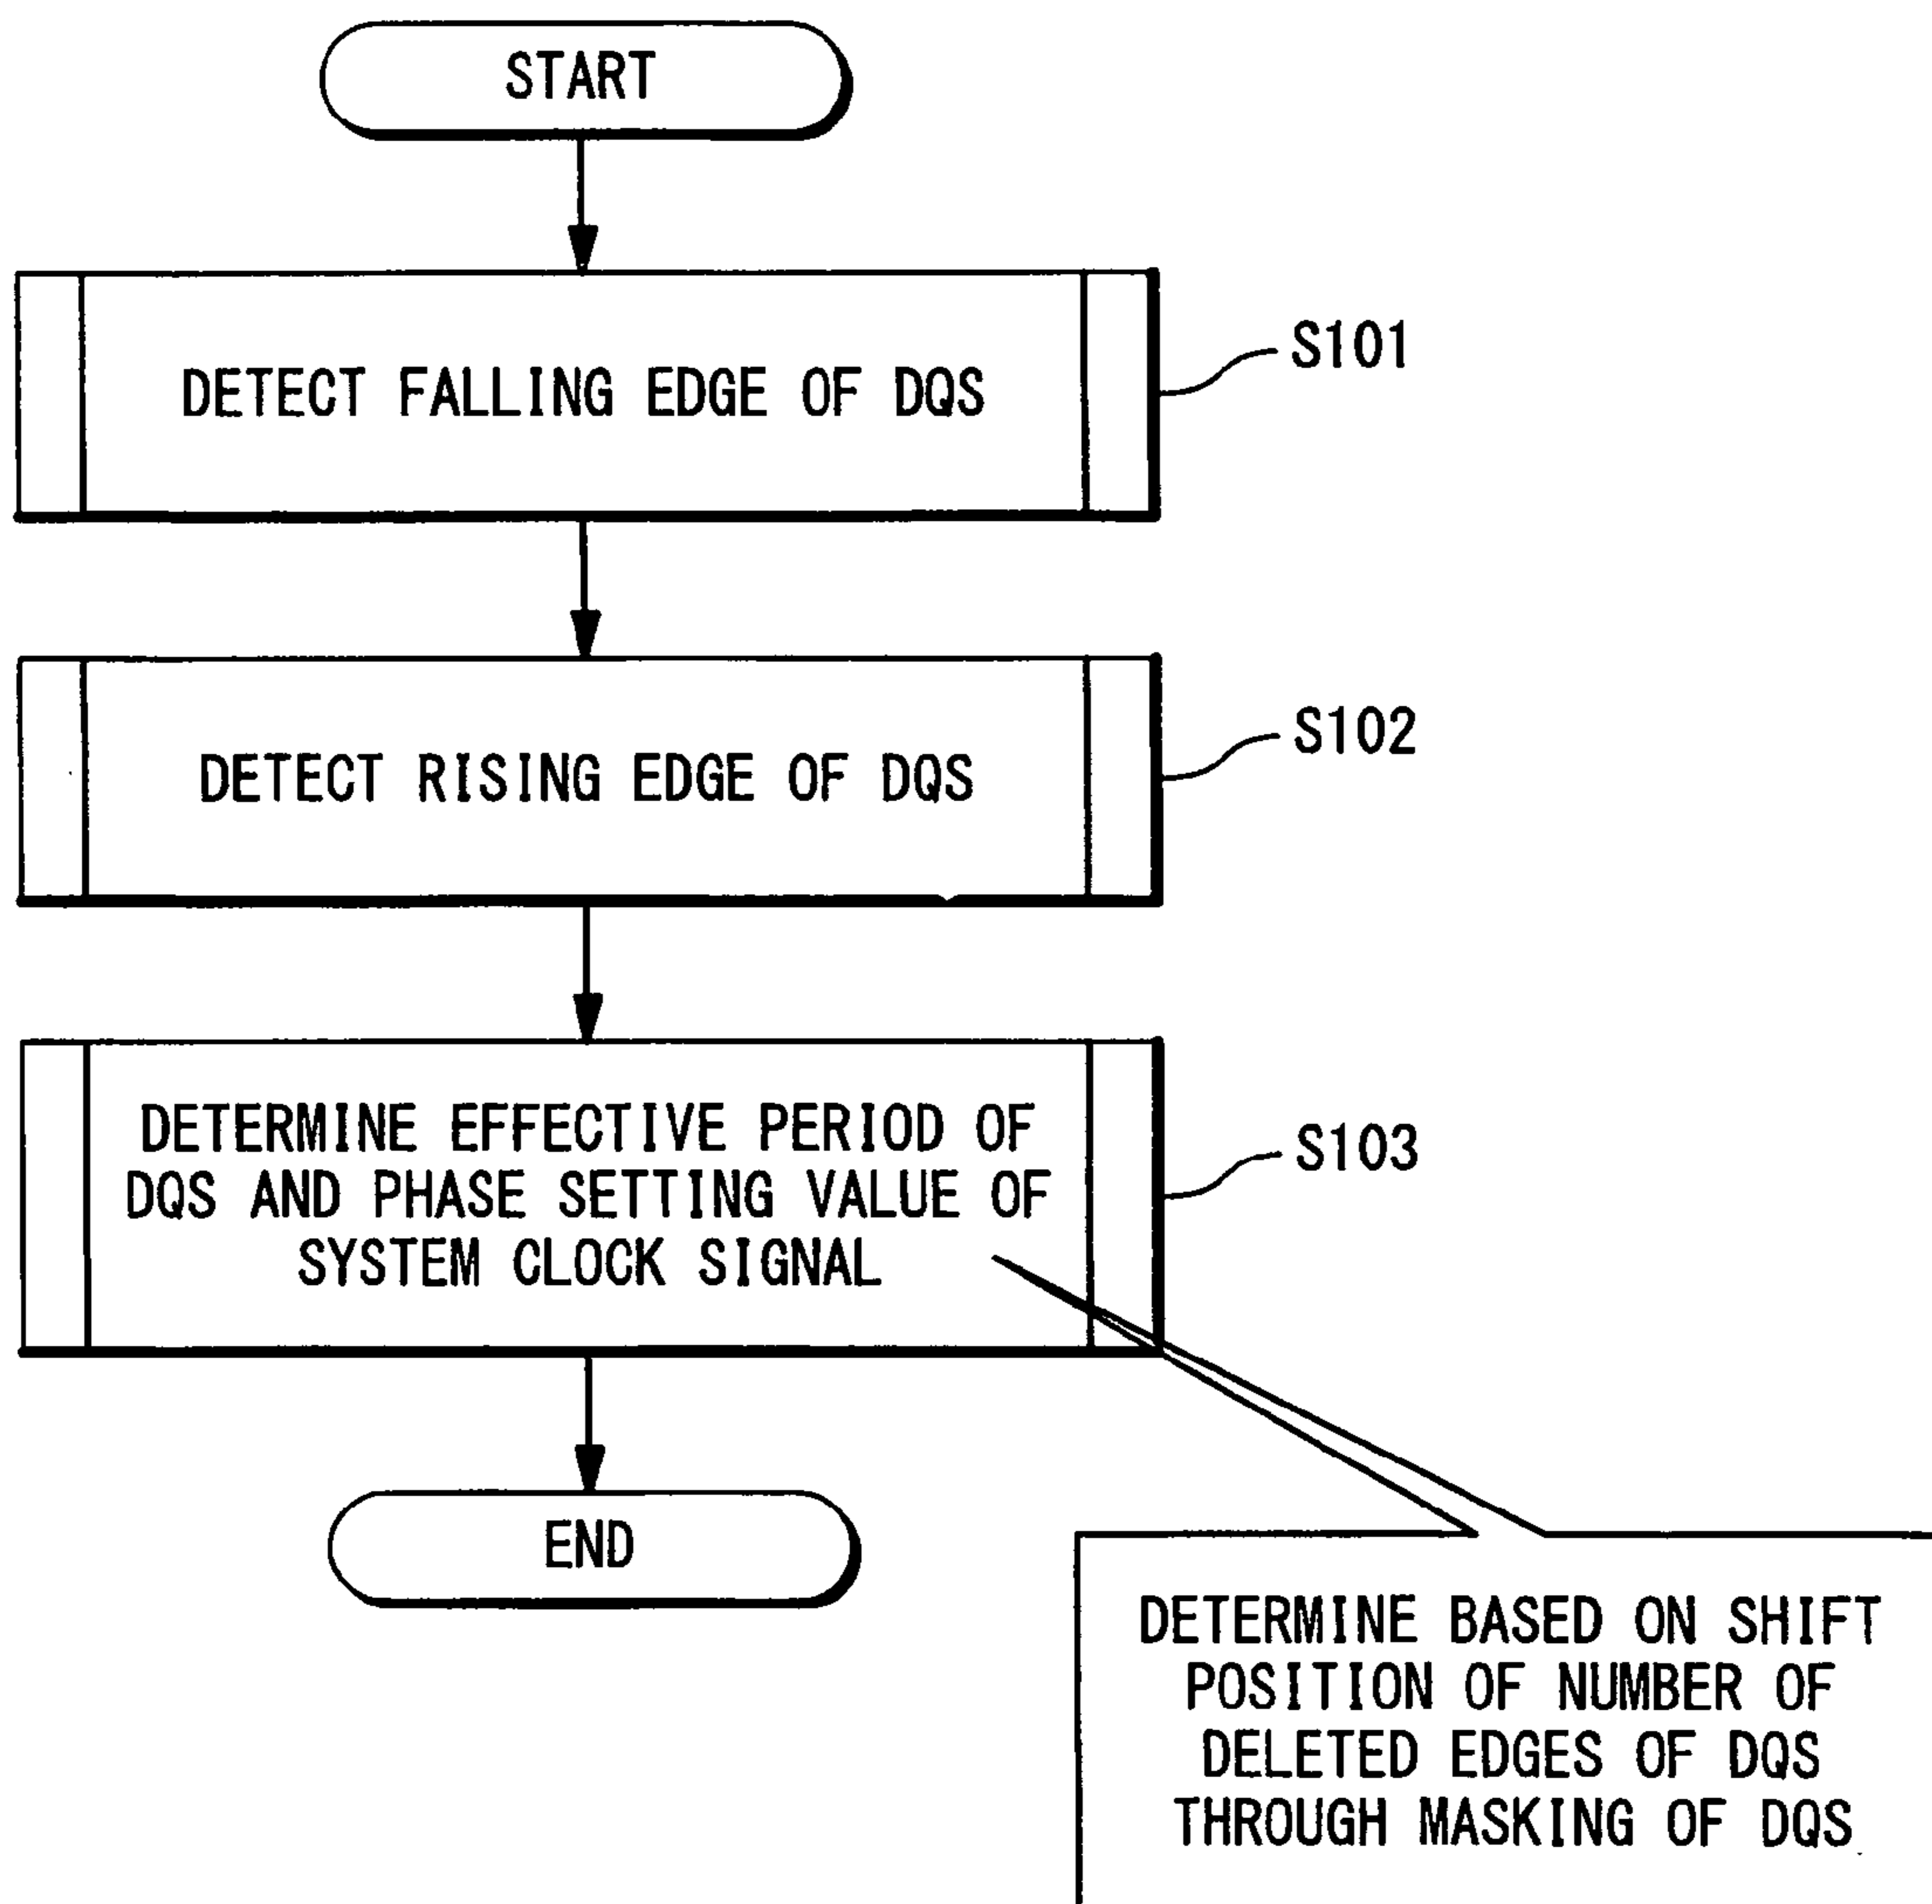 START
DETECT FALLING EDGE OF DQS
S101
DETECT RISING EDGE OF DQS
S102
DETERMINE EFFECTIVE PERIOD OF
DQS AND PHASE SETTING VALUE OF
SYSTEM CLOCK SIGNAL
S103
END
DETERMINE BASED ON SHIFT
POSITION OF NUMBER OF
DELETED EDGES OF DQS
THROUGH MASKING OF DQS